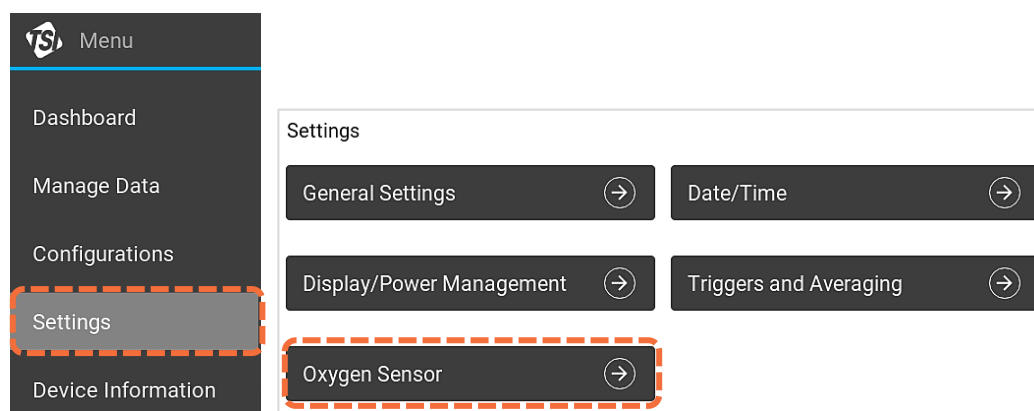 TSI Menu
Dashboard
Manage Data
Configurations
Settings
Device Information
Settings
General Settings
Date/Time
Display/Power Management
Triggers and Averaging
Oxygen Sensor